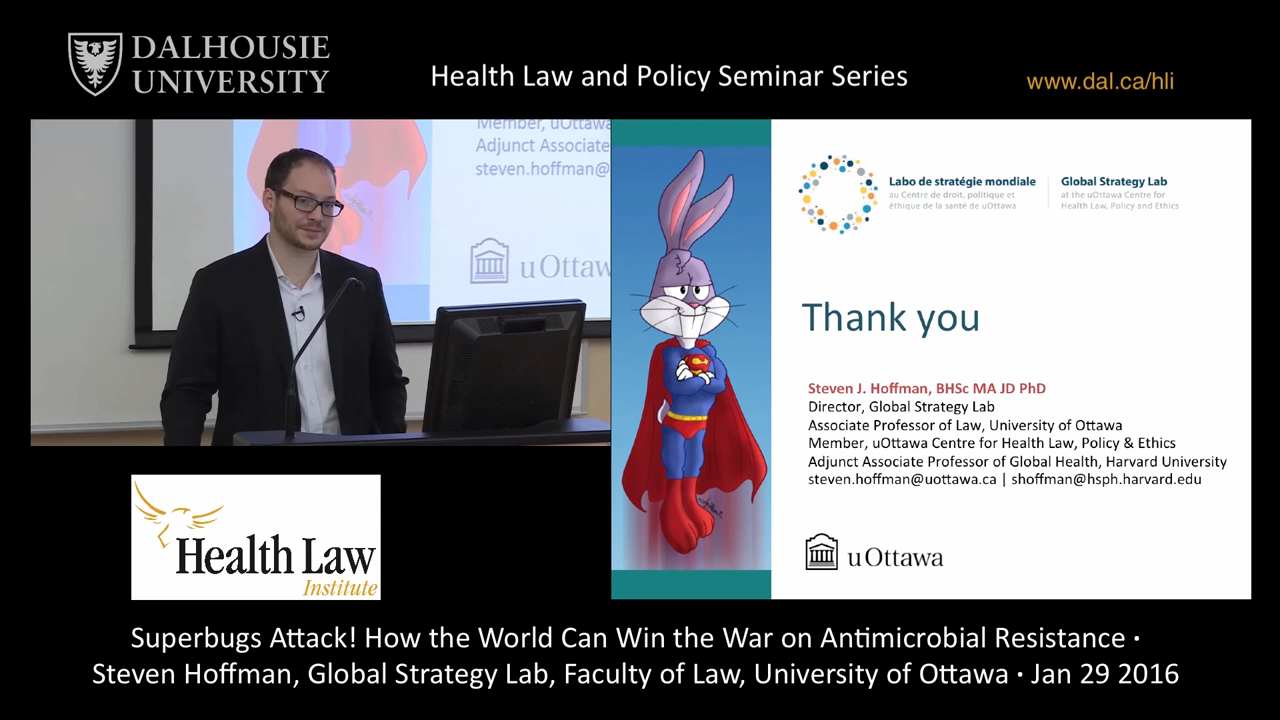 DALHOUSIE
UNIVERSITY
Health Law and Policy Seminar Series
www.dal.ca/hli
Member, uOttawa
Adjunct Associate
steven.hoffman@
uOttaw
Labo de stratégie mondiale
au Centre de droit, politique et
éthique de la santé de uOttawa
Global Strategy Lab
at the uOttawa Centre for
Health Law, Policy and Ethics
Thank you
Steven J. Hoffman, BHSc MA JD PhD
Director, Global Strategy Lab
Associate Professor of Law, University of Ottawa
Member, uOttawa Centre for Health Law, Policy & Ethics
Adjunct Associate Professor of Global Health, Harvard University
steven.hoffman@uottawa.ca | shoffman@hsph.harvard.edu
uOttawa
Health Law
Institute
Superbugs Attack! How the World Can Win the War on Antimicrobial Resistance •
Steven Hoffman, Global Strategy Lab, Faculty of Law, University of Ottawa • Jan 29 2016